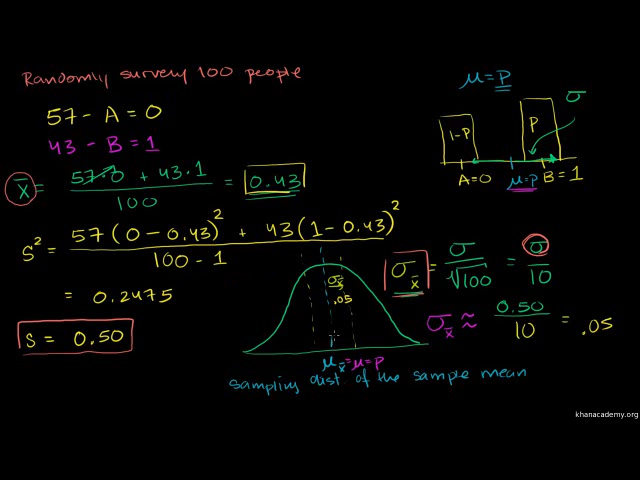 Randomly survey 100 people
μ = P
57 - A = 0
σ
43 - B = 1
1-P
P
A=0
μ=P
B=1
x̄ = (57·0 + 43·1) / 100 = 0.43
S² = (57(0 - 0.43)² + 43(1 - 0.43)²) / (100 - 1)
σx̄ = σ/√100 = σ/10
= 0.2475
σx̄
.05
S = 0.50
σx̄ ≈ 0.50/10 = .05
μx̄ = μ = P
sampling dist of the sample mean
khanacademy.org